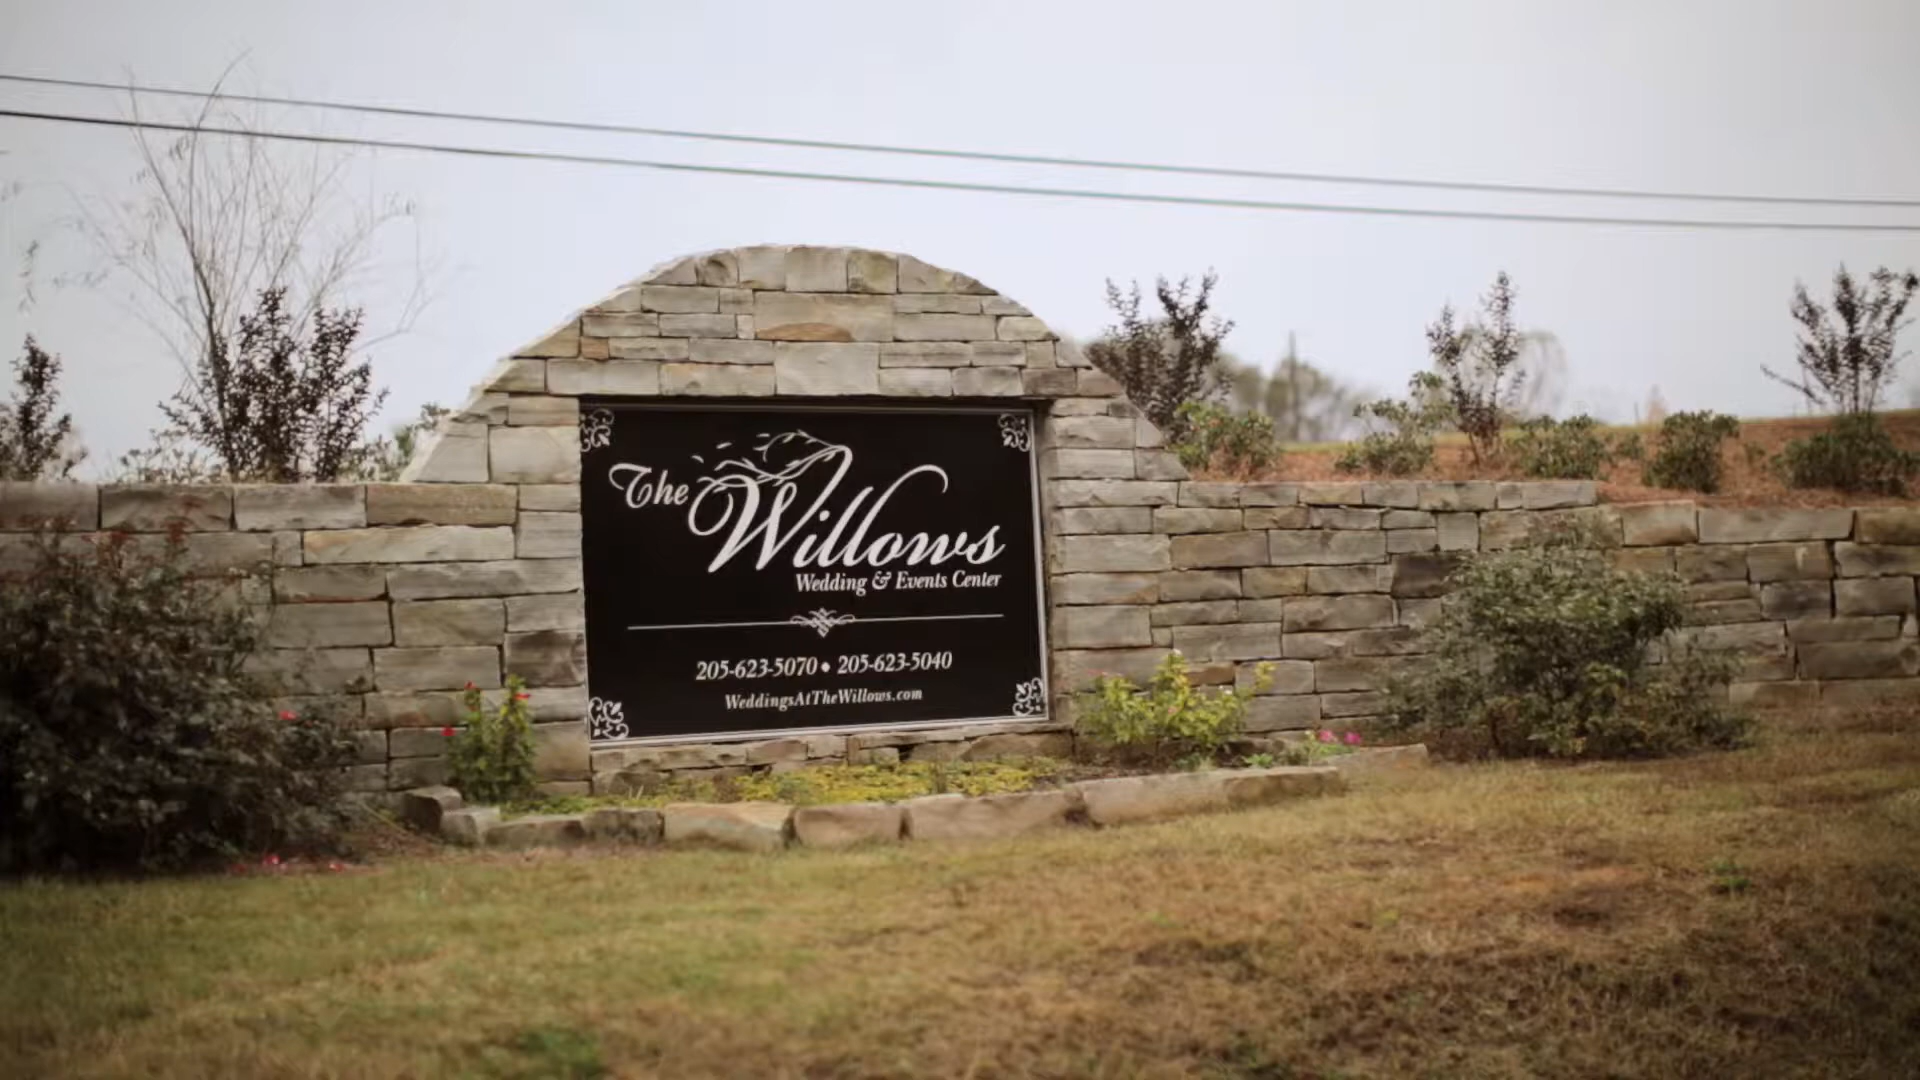 The Willows
Wedding & Events Center
205-623-5070 • 205-623-5040
WeddingsAtTheWillows.com